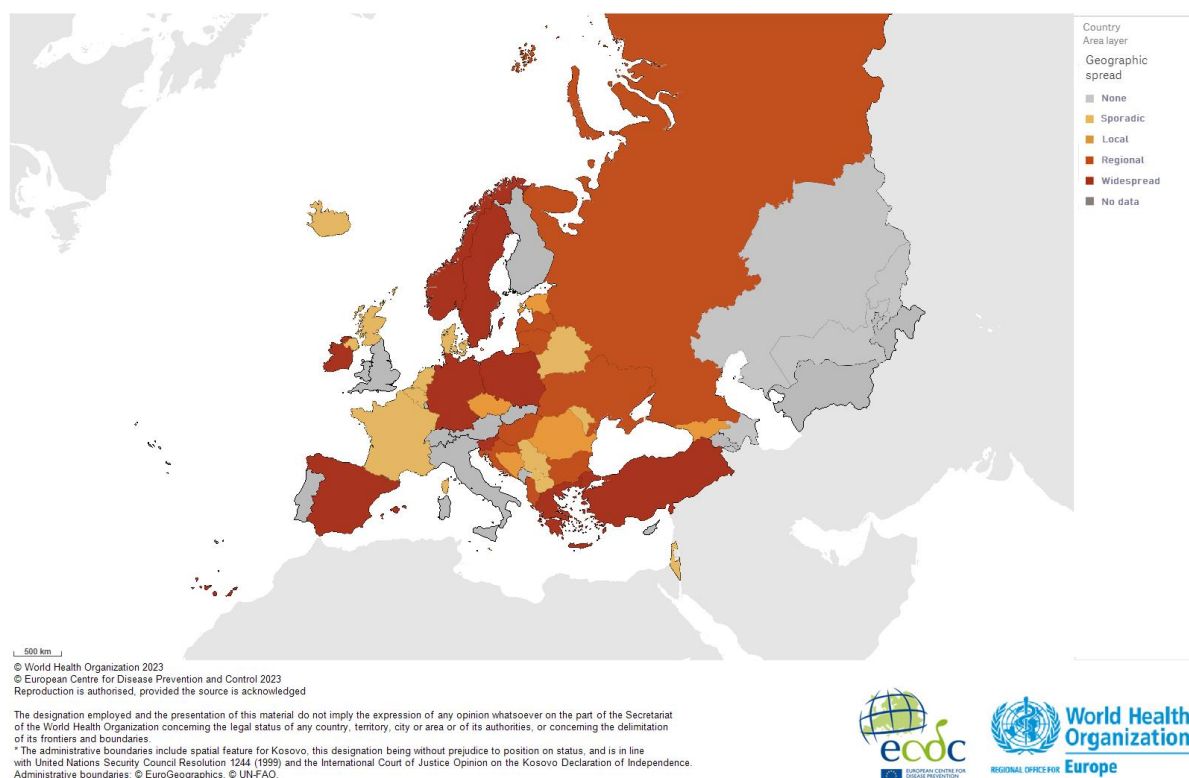 Country
Area layer
Geographic
spread
None
Sporadic
Local
Regional
Widespread
No data
500 km
© World Health Organization 2023
© European Centre for Disease Prevention and Control 2023
Reproduction is authorised, provided the source is acknowledged
The designation employed and the presentation of this material do not imply the expression of any opinion whatsoever on the part of the Secretariat
of the World Health Organization concerning the legal status of any country, territory, city or area or of its authorities, or concerning the delimitation
of its frontiers and boundaries.
* The administrative boundaries include spatial feature for Kosovo, this designation being without prejudice to position on status, and is in line
with United Nations Security Council Resolution 1244 (1999) and the International Court of Justice Opinion on the Kosovo Declaration of Independence.
Administrative boundaries: © EuroGeographics, © UN-FAO.
ecdc
EUROPEAN CENTRE FOR
DISEASE PREVENTION
World Health
Organization
REGIONAL OFFICE FOR Europe